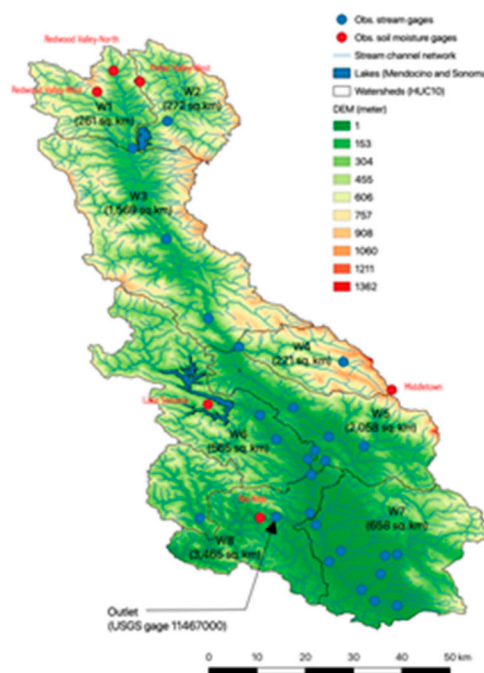 Redwood Valley-North
Obs. stream gages
Obs. soil moisture gages
Stream channel network
Lakes (Mendocino and Sonoma
Watersheds (HUC10)
DEM (meter)
1
153
304
455
606
757
908
1060
1211
1362
W1
(261 sq. km)
W2
(272 sq. km)
W3
(1,569 sq. km)
W4
(221 sq. km)
Middletown
W5
(2,058 sq. km)
W6
(565 sq. km)
W7
(658 sq. km)
W8
(3,465 sq. km)
Outlet
(USGS gage 11467000)
0
10
20
30
40
50 km